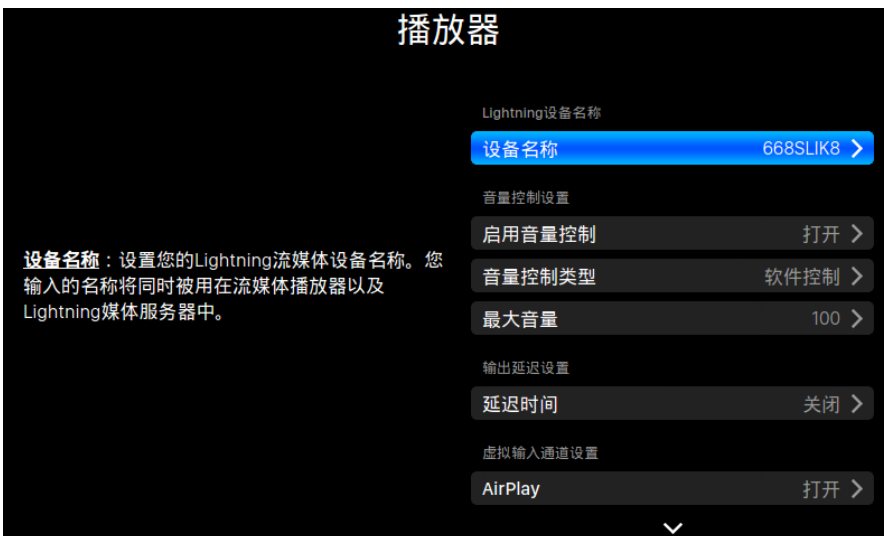 播放器
设备名称：设置您的Lightning流媒体设备名称。您
输入的名称将同时被用在流媒体播放器以及
Lightning媒体服务器中。
Lightning设备名称
设备名称 668SLIK8
音量控制设置
启用音量控制 打开
音量控制类型 软件控制
最大音量 100
输出延迟设置
延迟时间 关闭
虚拟输入通道设置
AirPlay 打开